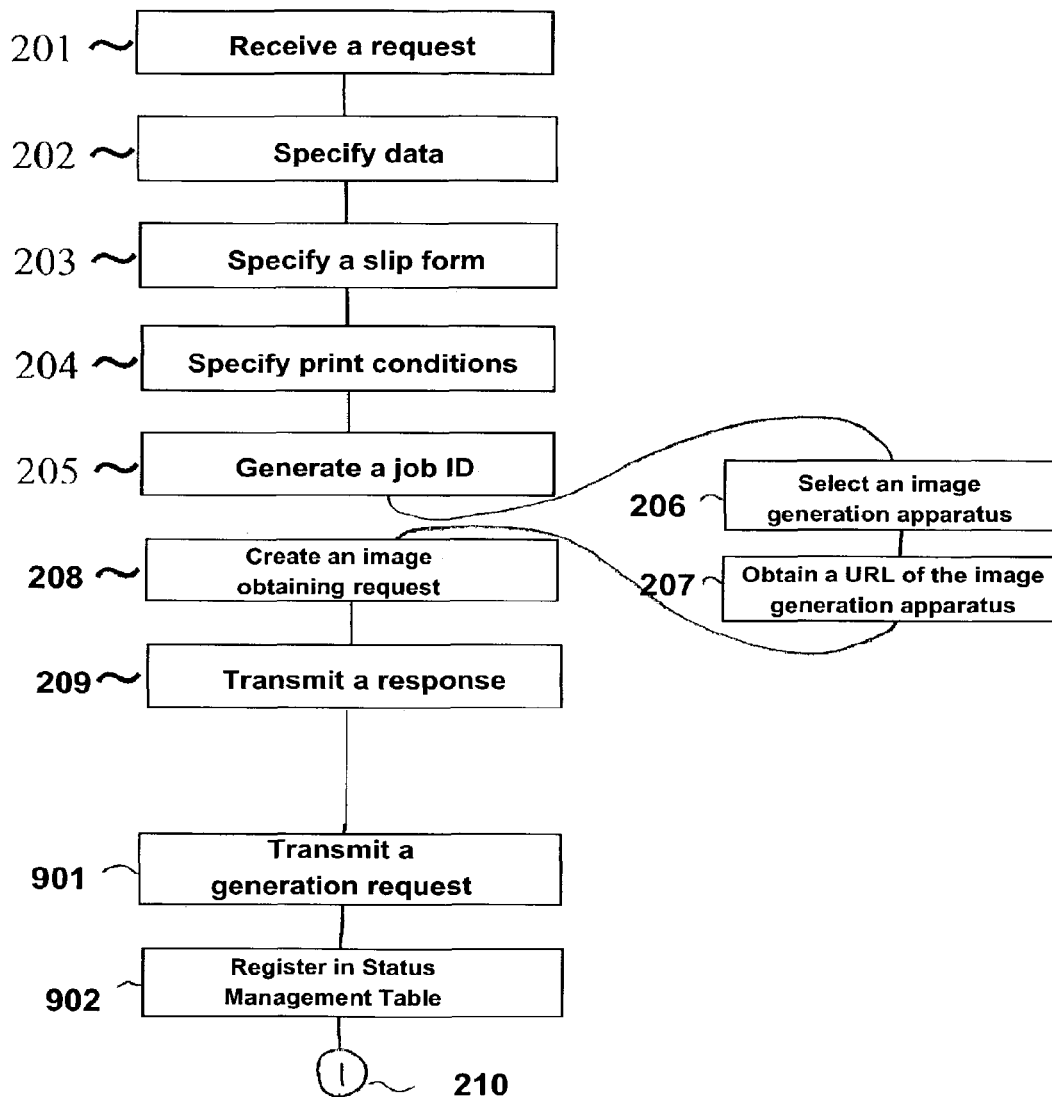 201 Receive a request
202 Specify data
203 Specify a slip form
204 Specify print conditions
205 Generate a job ID
206 Select an image
generation apparatus
207 Obtain a URL of the image
generation apparatus
208 Create an image
obtaining request
209 Transmit a response
901 Transmit a
generation request
902 Register in Status
Management Table
1 210